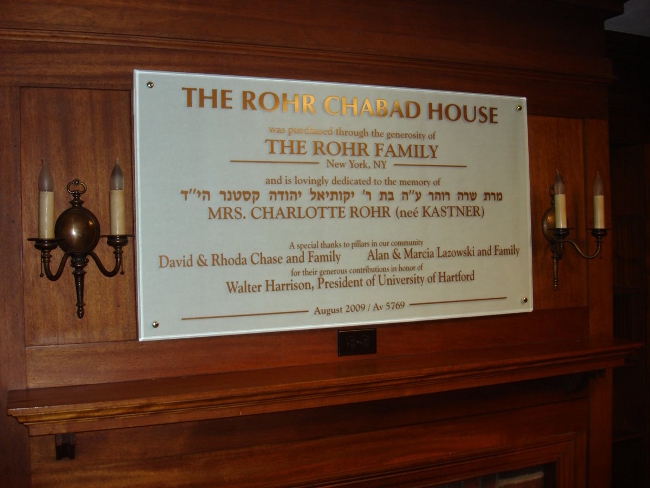 THE ROHR CHABAD HOUSE
was purchased through the generosity of
THE ROHR FAMILY
New York, NY
and is lovingly dedicated to the memory of
מרת שרה רוהר ע"ה בת ר' יקותיאל יהודה קסטנר הי"ד
MRS. CHARLOTTE ROHR (neé KASTNER)
A special thanks to pillars in our community
David & Rhoda Chase and Family Alan & Marcia Lazowski and Family
for their generous contributions in honor of
Walter Harrison, President of University of Hartford
August 2009 / Av 5769